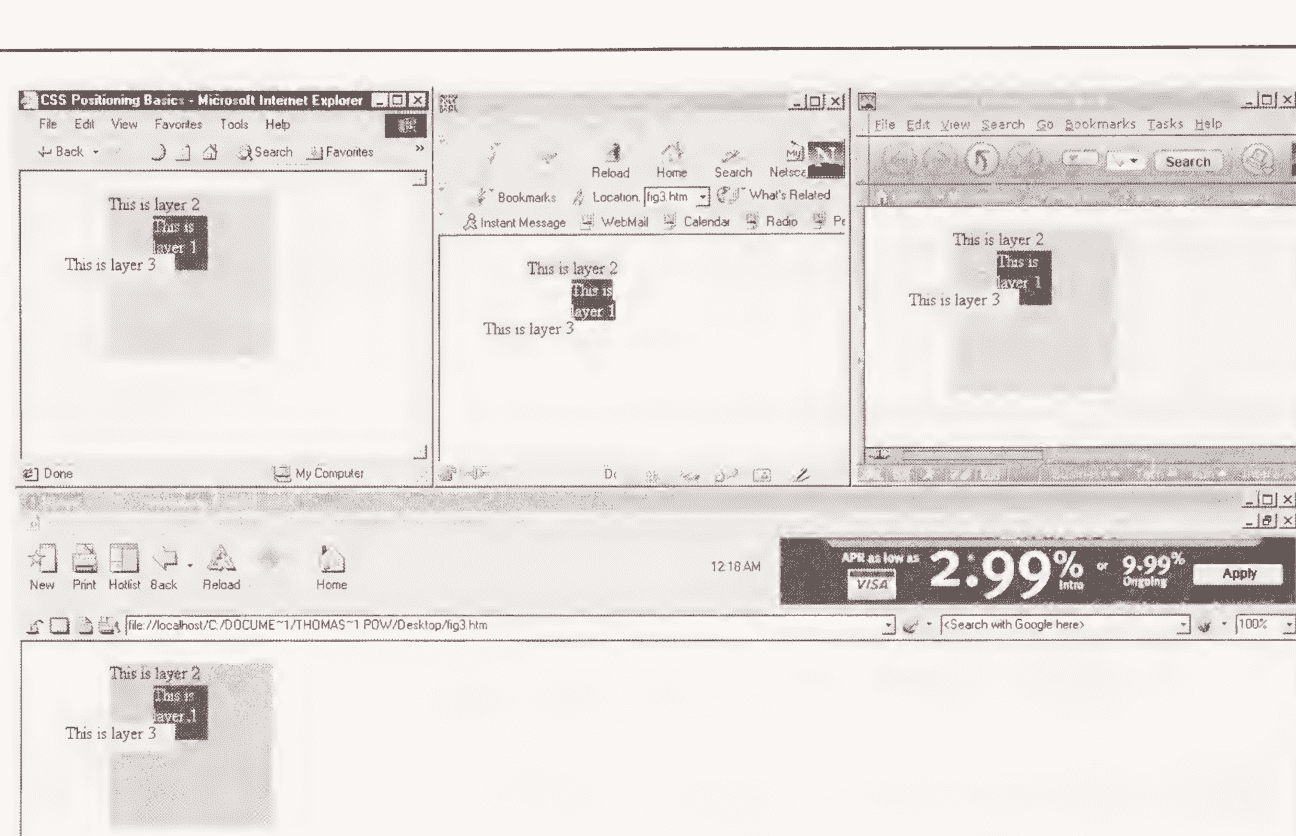 CSS Positioning Basics - Microsoft Internet Explorer
File Edit View Favorites Tools Help
Back Search Favorites »
This is layer 2
This is
layer 1
This is layer 3
Done My Computer
Reload Home Search Netsca
My N
Bookmarks Location: fig3.htm What's Related
Instant Message WebMail Calendar Radio Pe
This is layer 2
This is
layer 1
This is layer 3
File Edit View Search Go Bookmarks Tasks Help
Search
This is layer 2
This is
layer 1
This is layer 3
New Print Hotlist Back Reload Home
12:18 AM
APR as low as 2.99% Intro or 9.99% Ongoing Apply
VISA
file://localhost/C:/DOCUME~1/THOMAS~1.POW/Desktop/fig3.htm <Search with Google here> 100%
This is layer 2
This is
layer 1
This is layer 3